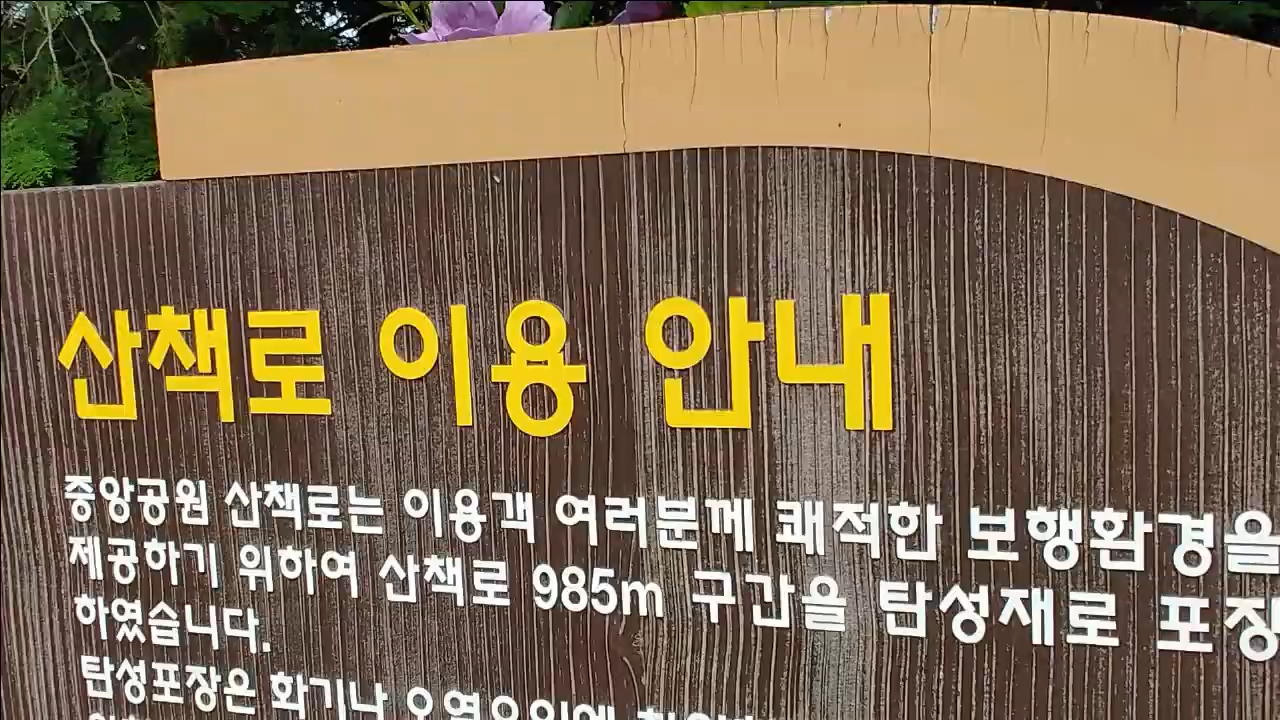 산책로 이용 안내
중앙공원 산책로는 이용객 여러분께 쾌적한 보행환경을
제공하기 위하여 산책로 985m 구간을 탄성재로 포장
하였습니다.
탄성포장은 화기나